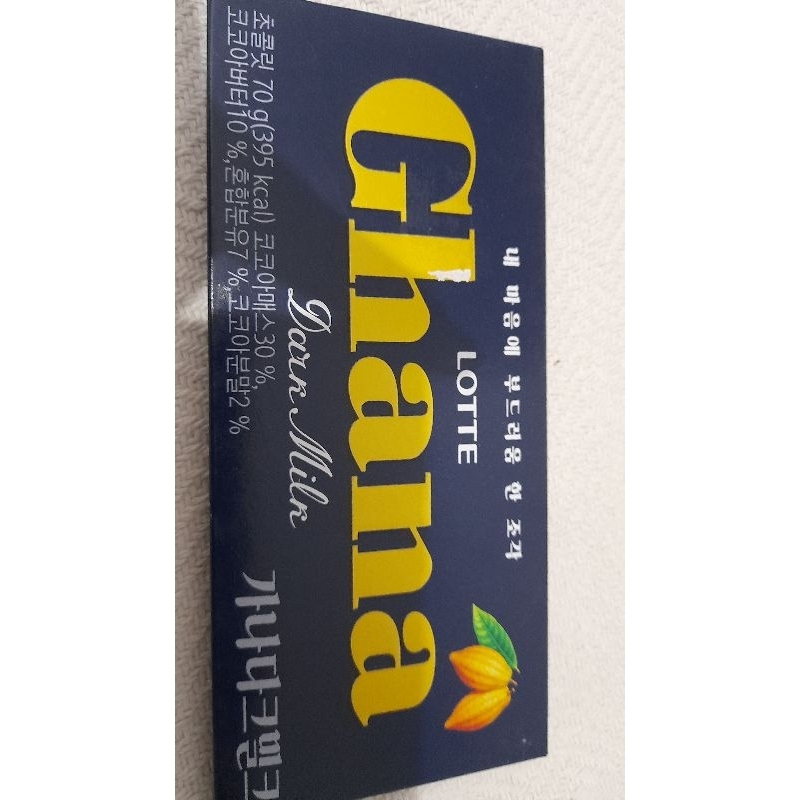 내 마음에 부드러움 한 조각
LOTTE
Ghana
Dark Milk
초콜릿 70 g(395 kcal) 코코아매스30 %,
코코아버터10 %,혼합분유7 %,코코아분말2 %
가나다크밀크